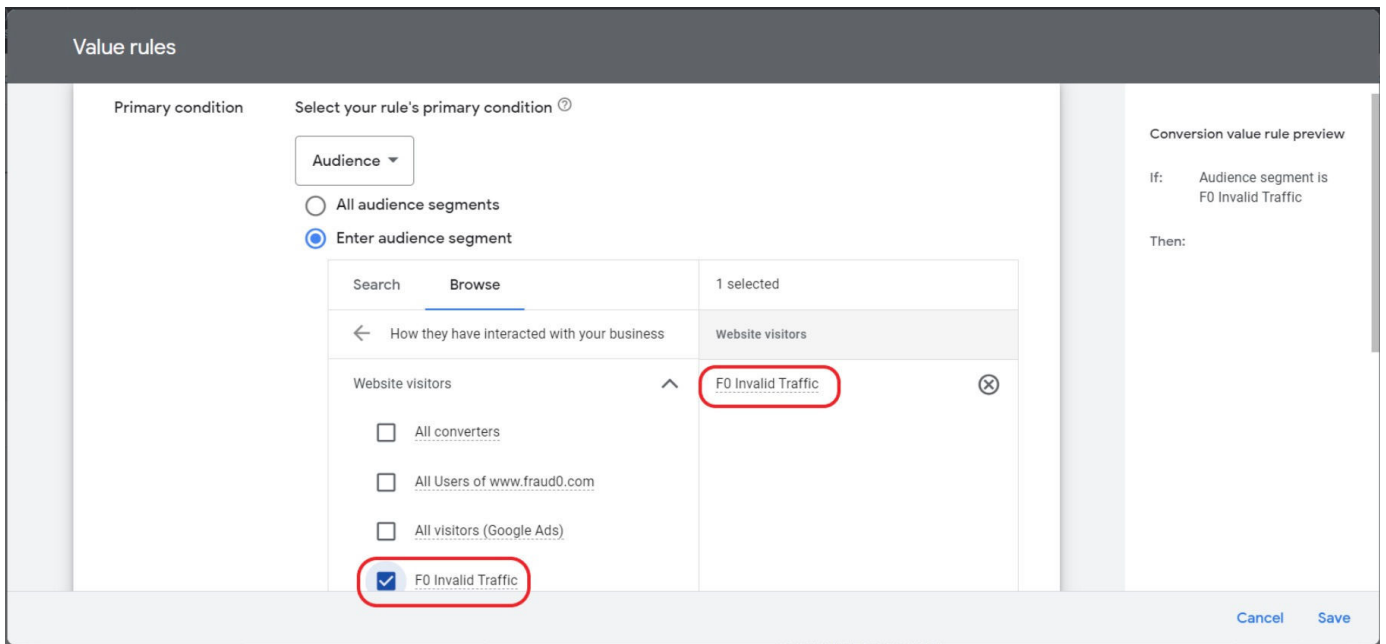 Value rules
Primary condition
Select your rule's primary condition ?
Audience
All audience segments
Enter audience segment
Search Browse
How they have interacted with your business
Website visitors
All converters
All Users of www.fraud0.com
All visitors (Google Ads)
F0 Invalid Traffic
1 selected
Website visitors
F0 Invalid Traffic
Conversion value rule preview
If: Audience segment is
F0 Invalid Traffic
Then:
Cancel Save